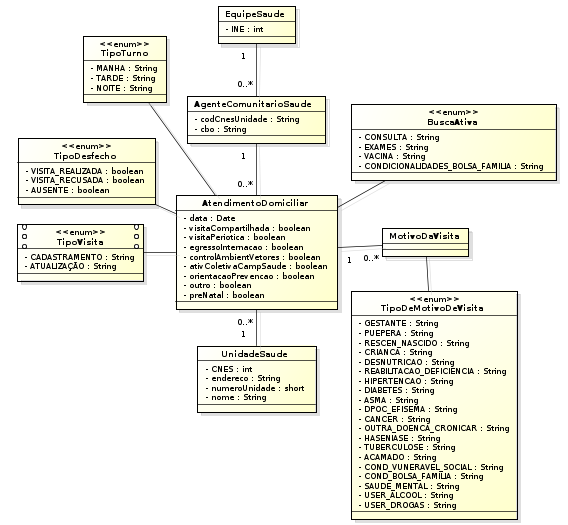 EquipeSaude
- INE : int
1
0..*
<<enum>>
TipoTurno
- MANHA : String
- TARDE : String
- NOITE : String
AgenteComunitarioSaude
- codCnesUnidade : String
- cbo : String
1
0..*
<<enum>>
BuscaAtiva
- CONSULTA : String
- EXAMES : String
- VACINA : String
- CONDICIONALIDADES_BOLSA_FAMILIA : String
<<enum>>
TipoDesfecho
- VISITA_REALIZADA : boolean
- VISITA_RECUSADA : boolean
- AUSENTE : boolean
AtendimentoDomiciliar
- data : Date
- visitaCompartilhada : boolean
- visitaPeriotica : boolean
- egressoInternacao : boolean
- controlAmbientVetores : boolean
- ativColetivaCampSaude : boolean
- orientacaoPrevencao : boolean
- outro : boolean
- preNatal : boolean
<<enum>>
TipoVisita
- CADASTRAMENTO : String
- ATUALIZAÇÃO : String
MotivoDaVisita
1
0..*
0..*
1
UnidadeSaude
- CNES : int
- endereco : String
- numeroUnidade : short
- nome : String
<<enum>>
TipoDeMotivoDeVisita
- GESTANTE : String
- PUEPERA : String
- RESCEN_NASCIDO : String
- CRIANCA : String
- DESNUTRICAO : String
- REABILITACAO_DEFICIENCIA : String
- HIPERTENCAO : String
- DIABETES : String
- ASMA : String
- DPOC_EFISEMA : String
- CANCER : String
- OUTRA_DOENCA_CRONICAR : String
- HASENIASE : String
- TUBERCULOSE : String
- ACAMADO : String
- COND_VUNERAVEL_SOCIAL : String
- COND_BOLSA_FAMILIA : String
- SAUDE_MENTAL : String
- USER_ALCOOL : String
- USER_DROGAS : String